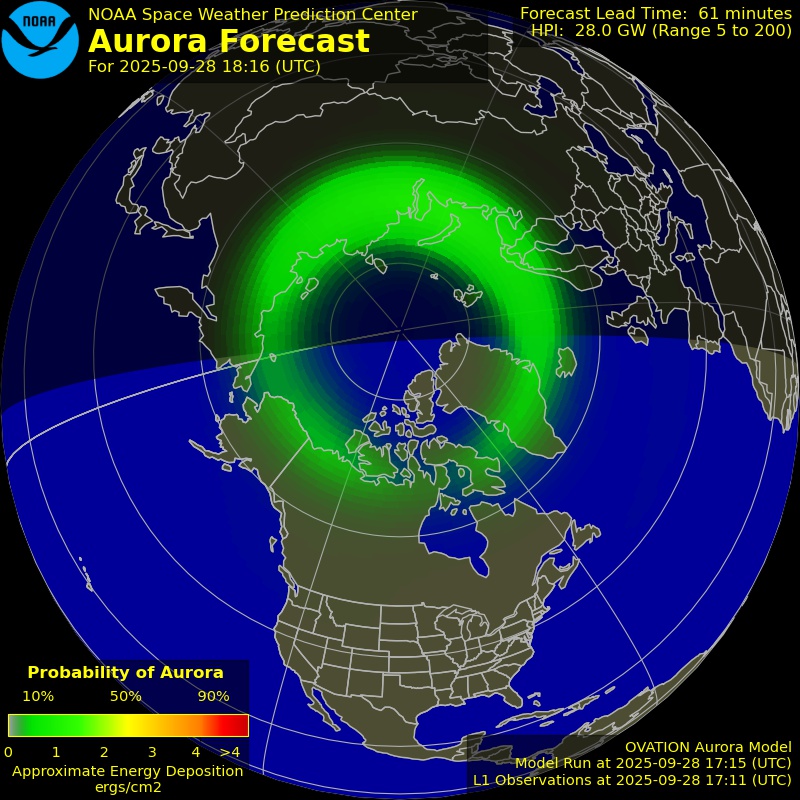 NOAA
NOAA Space Weather Prediction Center
Aurora Forecast
For 2025-09-28 18:16 (UTC)
Forecast Lead Time: 61 minutes
HPI: 28.0 GW (Range 5 to 200)
Probability of Aurora
10% 50% 90%
0 1 2 3 4 >4
Approximate Energy Deposition
ergs/cm2
OVATION Aurora Model
Model Run at 2025-09-28 17:15 (UTC)
L1 Observations at 2025-09-28 17:11 (UTC)